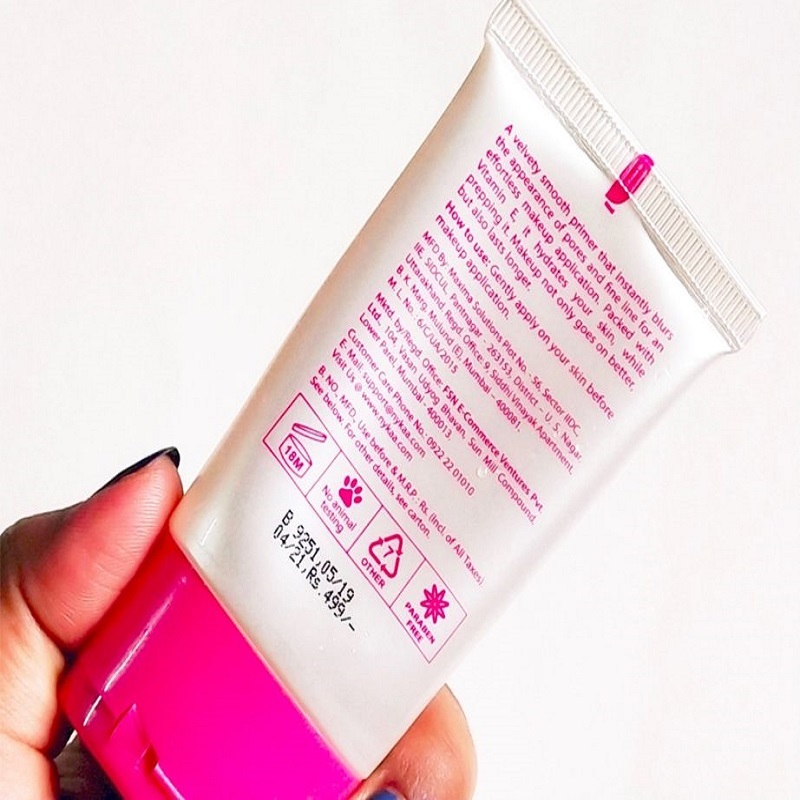 A velvety smooth primer that instantly blurs
the appearance of pores and fine line for an
effortless makeup application. Packed with
Vitamin E, it hydrates your skin, while
prepping it. Makeup not only goes on better,
but also lasts longer.
How to use: Gently apply on your skin before
makeup application.
MFD By: Maxima Solutions Plot No. - 56, Sector IIDC,
IIE, SIDCUL, Pantnagar - 263153, District - U. S. Nagar,
Uttarakhand. Regd Office: 9, Siddhi Vinayak Apartment,
B. K. Marg, Mulund (E), Mumbai - 400081.
M. L. No.: 6/C/UA/2015
Mktd. by/Regd Office: FSN E-Commerce Ventures Pvt.
Ltd., 104, Vasan Udyog Bhavan, Sun Mill Compound,
Lower Parel, Mumbai - 400013.
Customer Care Phone No.: 0922 22 01010
E- Mail: support@nykaa.com
Visit Us @ www.nykaa.com
B. NO., MFD., Use before & M.R.P.: Rs. (Incl. of All Taxes)
See below. For other details, see carton.
18M
No animal
testing
7
OTHER
PARABEN
FREE
B 9251,05/19
04/21,Rs.499/-